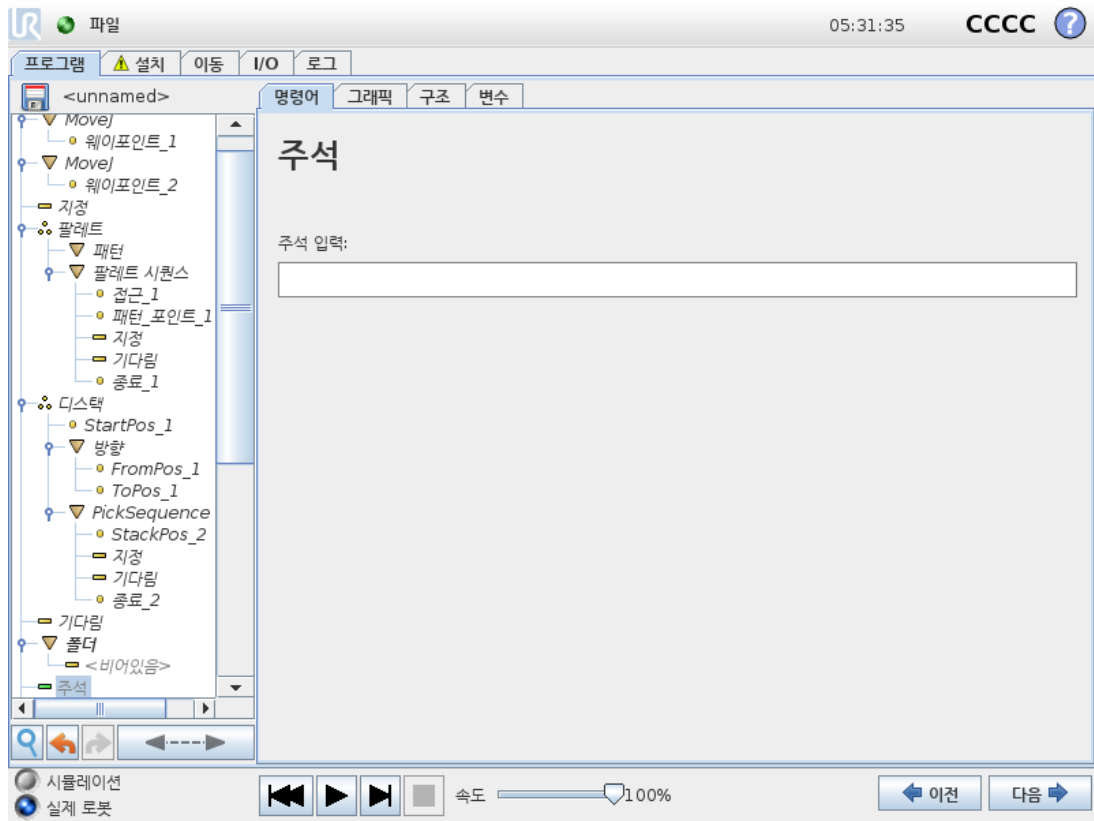 UR 파일 05:31:35 CCCC ?
프로그램 설치 이동 I/O 로그
<unnamed> 명령어 그래픽 구조 변수
MoveJ
웨이포인트_1
주석
MoveJ
웨이포인트_2
지정
팔레트
주석 입력:
패턴
팔레트 시퀀스
접근_1
패턴_포인트_1
지정
기다림
종료_1
디스택
StartPos_1
방향
FromPos_1
ToPos_1
PickSequence
StackPos_2
지정
기다림
종료_2
기다림
폴더
<비어있음>
주석
시뮬레이션
실제 로봇
속도 100% 이전 다음